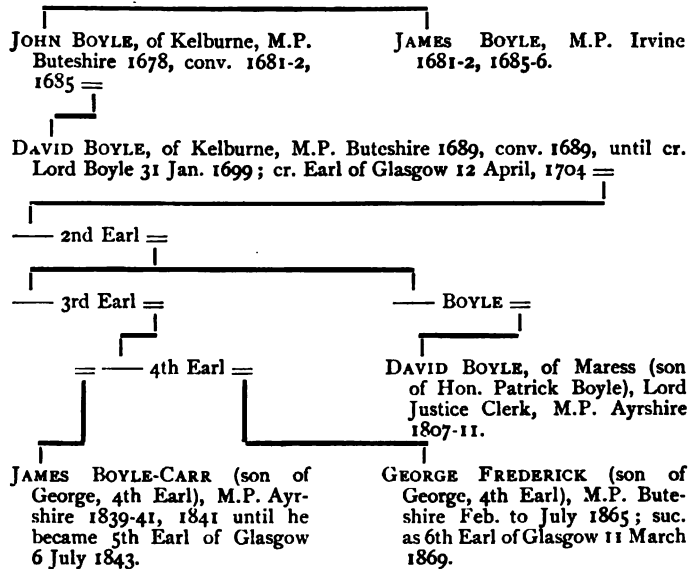 JOHN BOYLE, of Kelburne, M.P.
Buteshire 1678, conv. 1681-2,
1685 =
JAMES BOYLE, M.P. Irvine
1681-2, 1685-6.
DAVID BOYLE, of Kelburne, M.P. Buteshire 1689, conv. 1689, until cr.
Lord Boyle 31 Jan. 1699; cr. Earl of Glasgow 12 April, 1704 =
— 2nd Earl =
— 3rd Earl =
— BOYLE =
= — 4th Earl =
DAVID BOYLE, of Maress (son
of Hon. Patrick Boyle), Lord
Justice Clerk, M.P. Ayrshire
1807-11.
JAMES BOYLE-CARR (son of
George, 4th Earl), M.P. Ayr-
shire 1839-41, 1841 until he
became 5th Earl of Glasgow
6 July 1843.
GEORGE FREDERICK (son of
George, 4th Earl), M.P. Bute-
shire Feb. to July 1865; suc.
as 6th Earl of Glasgow 11 March
1869.